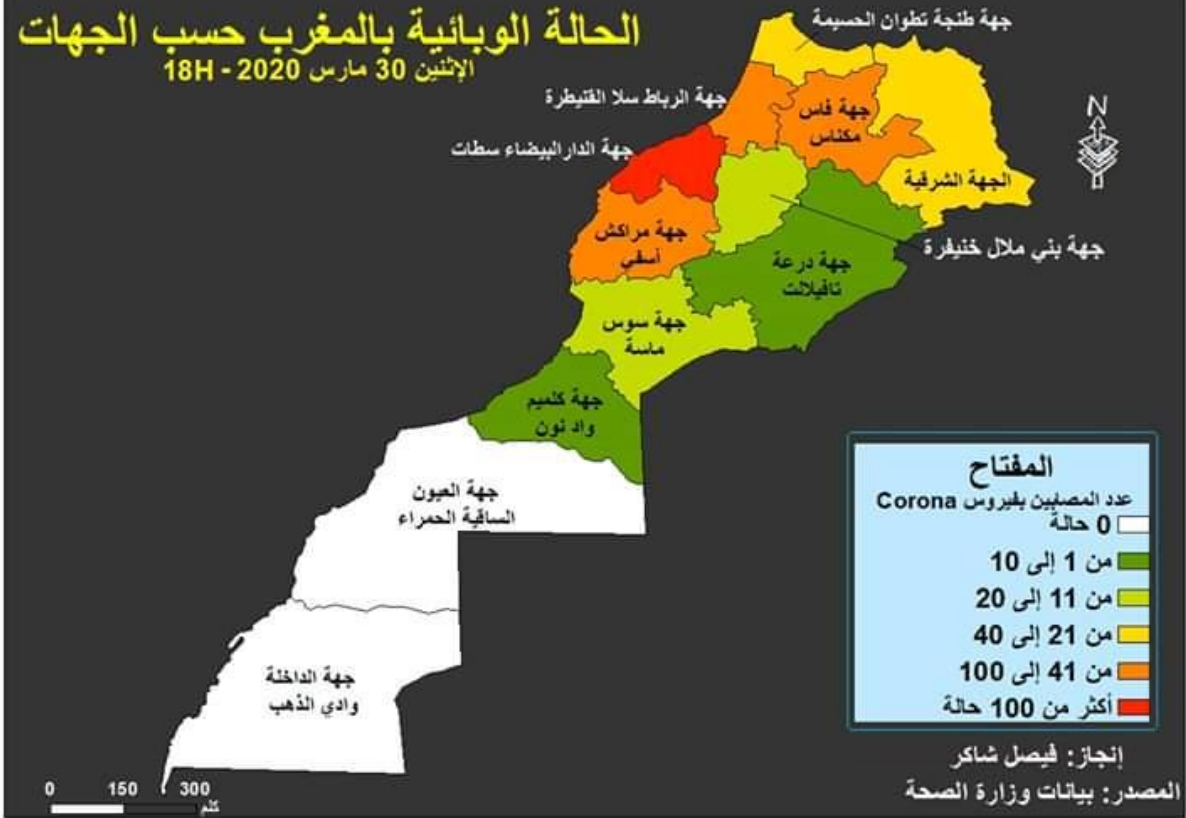 الحالة الوبائية بالمغرب حسب الجهات
الإثنين 30 مارس 2020 - 18H
جهة طنجة تطوان الحسيمة
جهة الرباط سلا القنيطرة
جهة فاس
مكناس
جهة الدارالبيضاء سطات
الجهة الشرقية
جهة مراكش
أسفي
جهة بني ملال خنيفرة
جهة درعة
تافيلالت
جهة سوس
ماسة
جهة كلميم
واد نون
جهة العيون
الساقية الحمراء
جهة الداخلة
وادي الذهب
N
المفتاح
عدد المصابين بفيروس Corona
0 حالة
من 1 إلى 10
من 11 إلى 20
من 21 إلى 40
من 41 إلى 100
أكثر من 100 حالة
إنجاز: فيصل شاكر
المصدر: بيانات وزارة الصحة
0 150 300
كلم